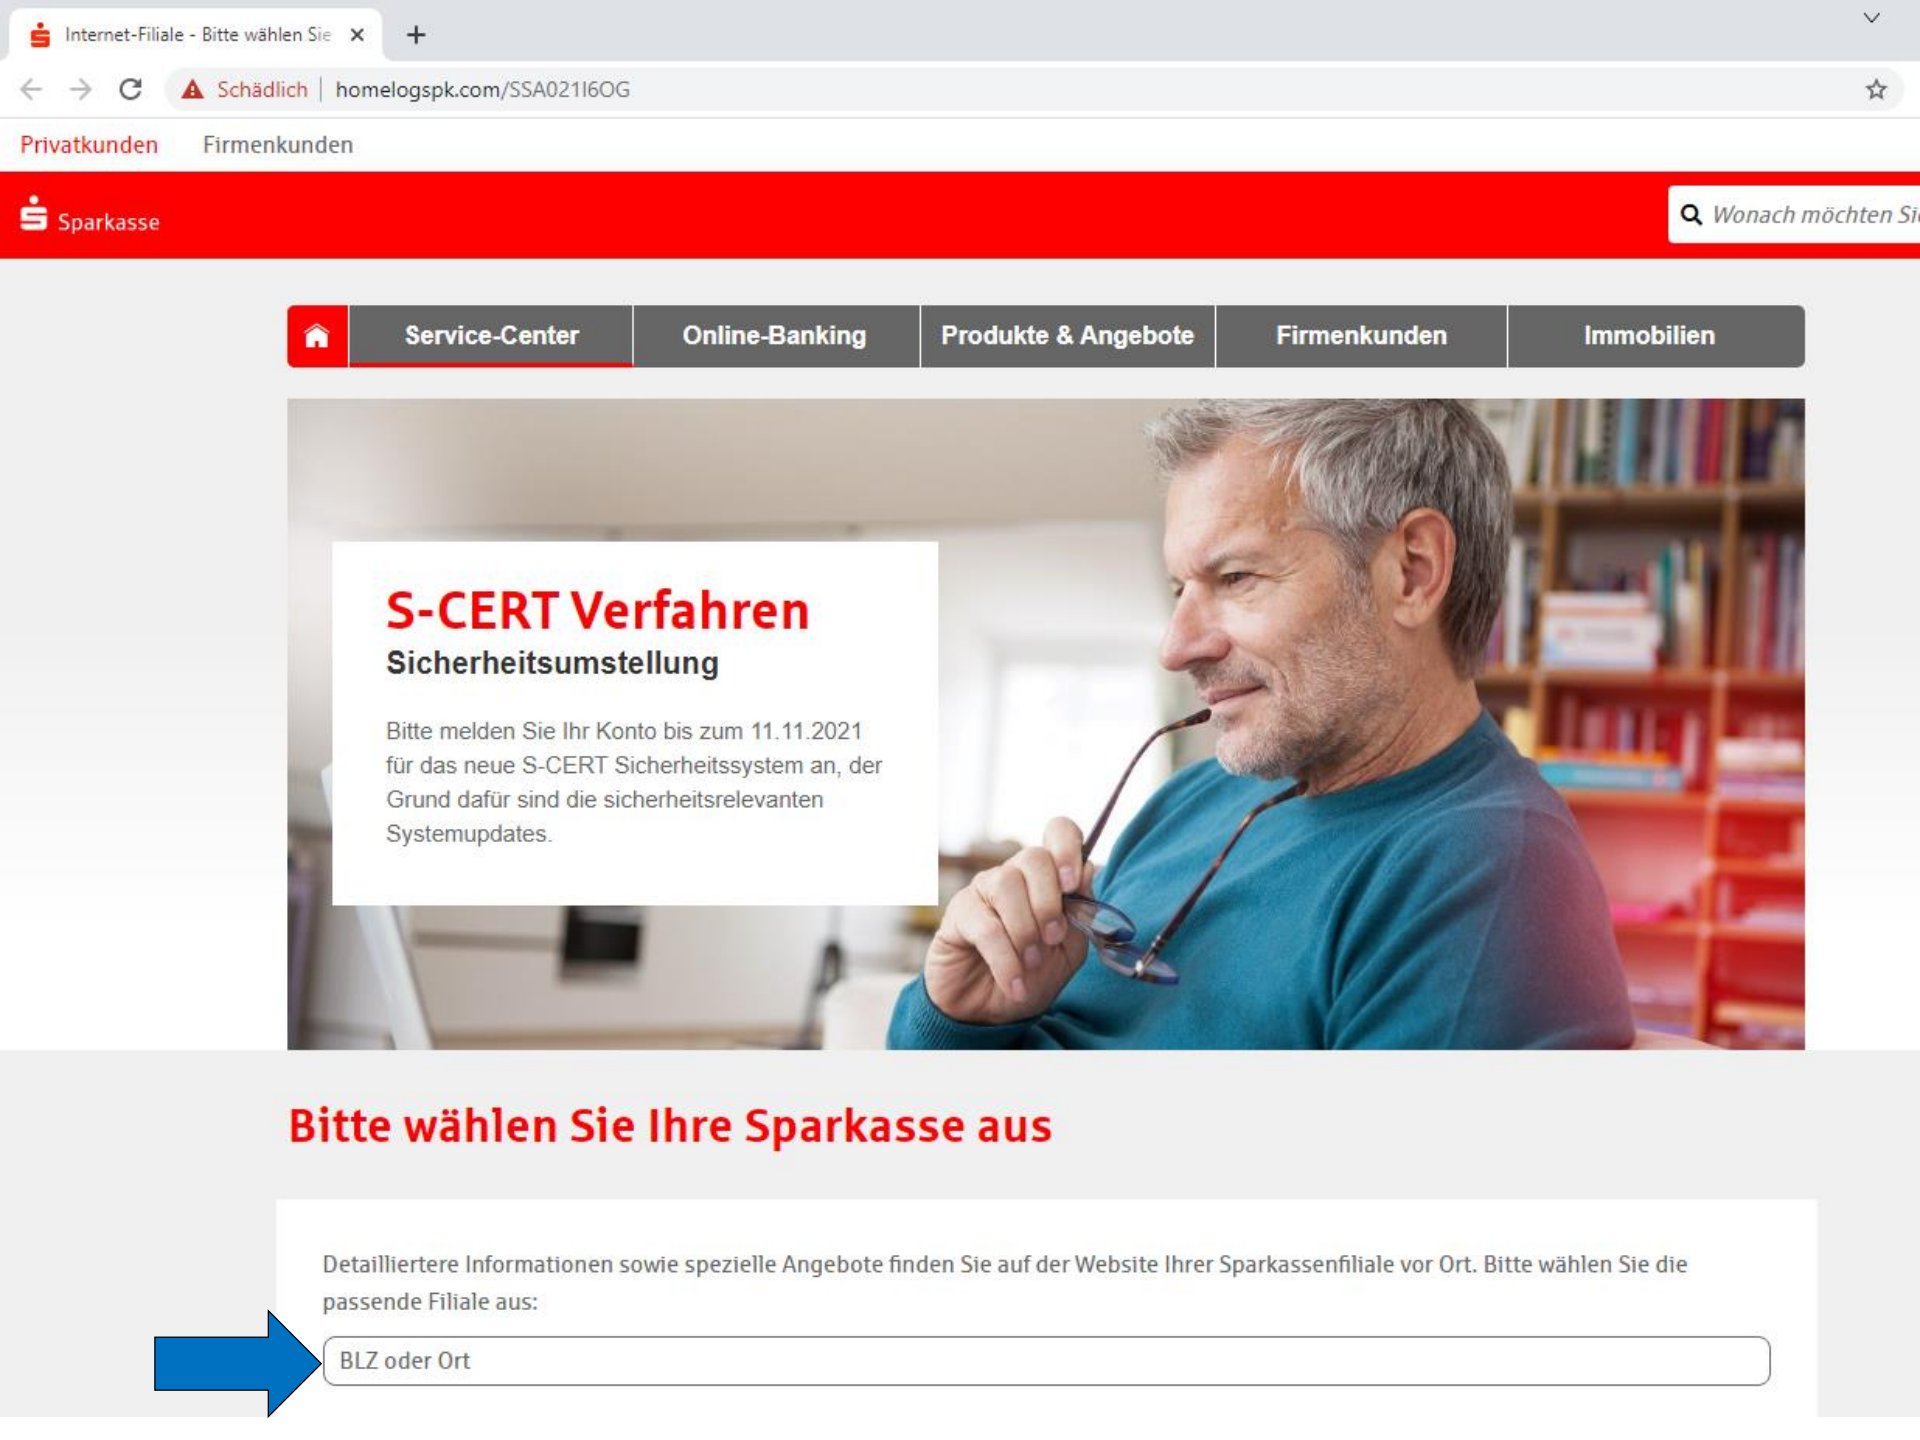 Internet-Filiale - Bitte wählen Sie
Schädlich | homelogspk.com/SSA021I6OG
Privatkunden Firmenkunden
Sparkasse
Wonach möchten Sie
Service-Center Online-Banking Produkte & Angebote Firmenkunden Immobilien
S-CERT Verfahren
Sicherheitsumstellung
Bitte melden Sie Ihr Konto bis zum 11.11.2021
für das neue S-CERT Sicherheitssystem an, der
Grund dafür sind die sicherheitsrelevanten
Systemupdates.
Bitte wählen Sie Ihre Sparkasse aus
Detailliertere Informationen sowie spezielle Angebote finden Sie auf der Website Ihrer Sparkassenfiliale vor Ort. Bitte wählen Sie die
passende Filiale aus:
BLZ oder Ort